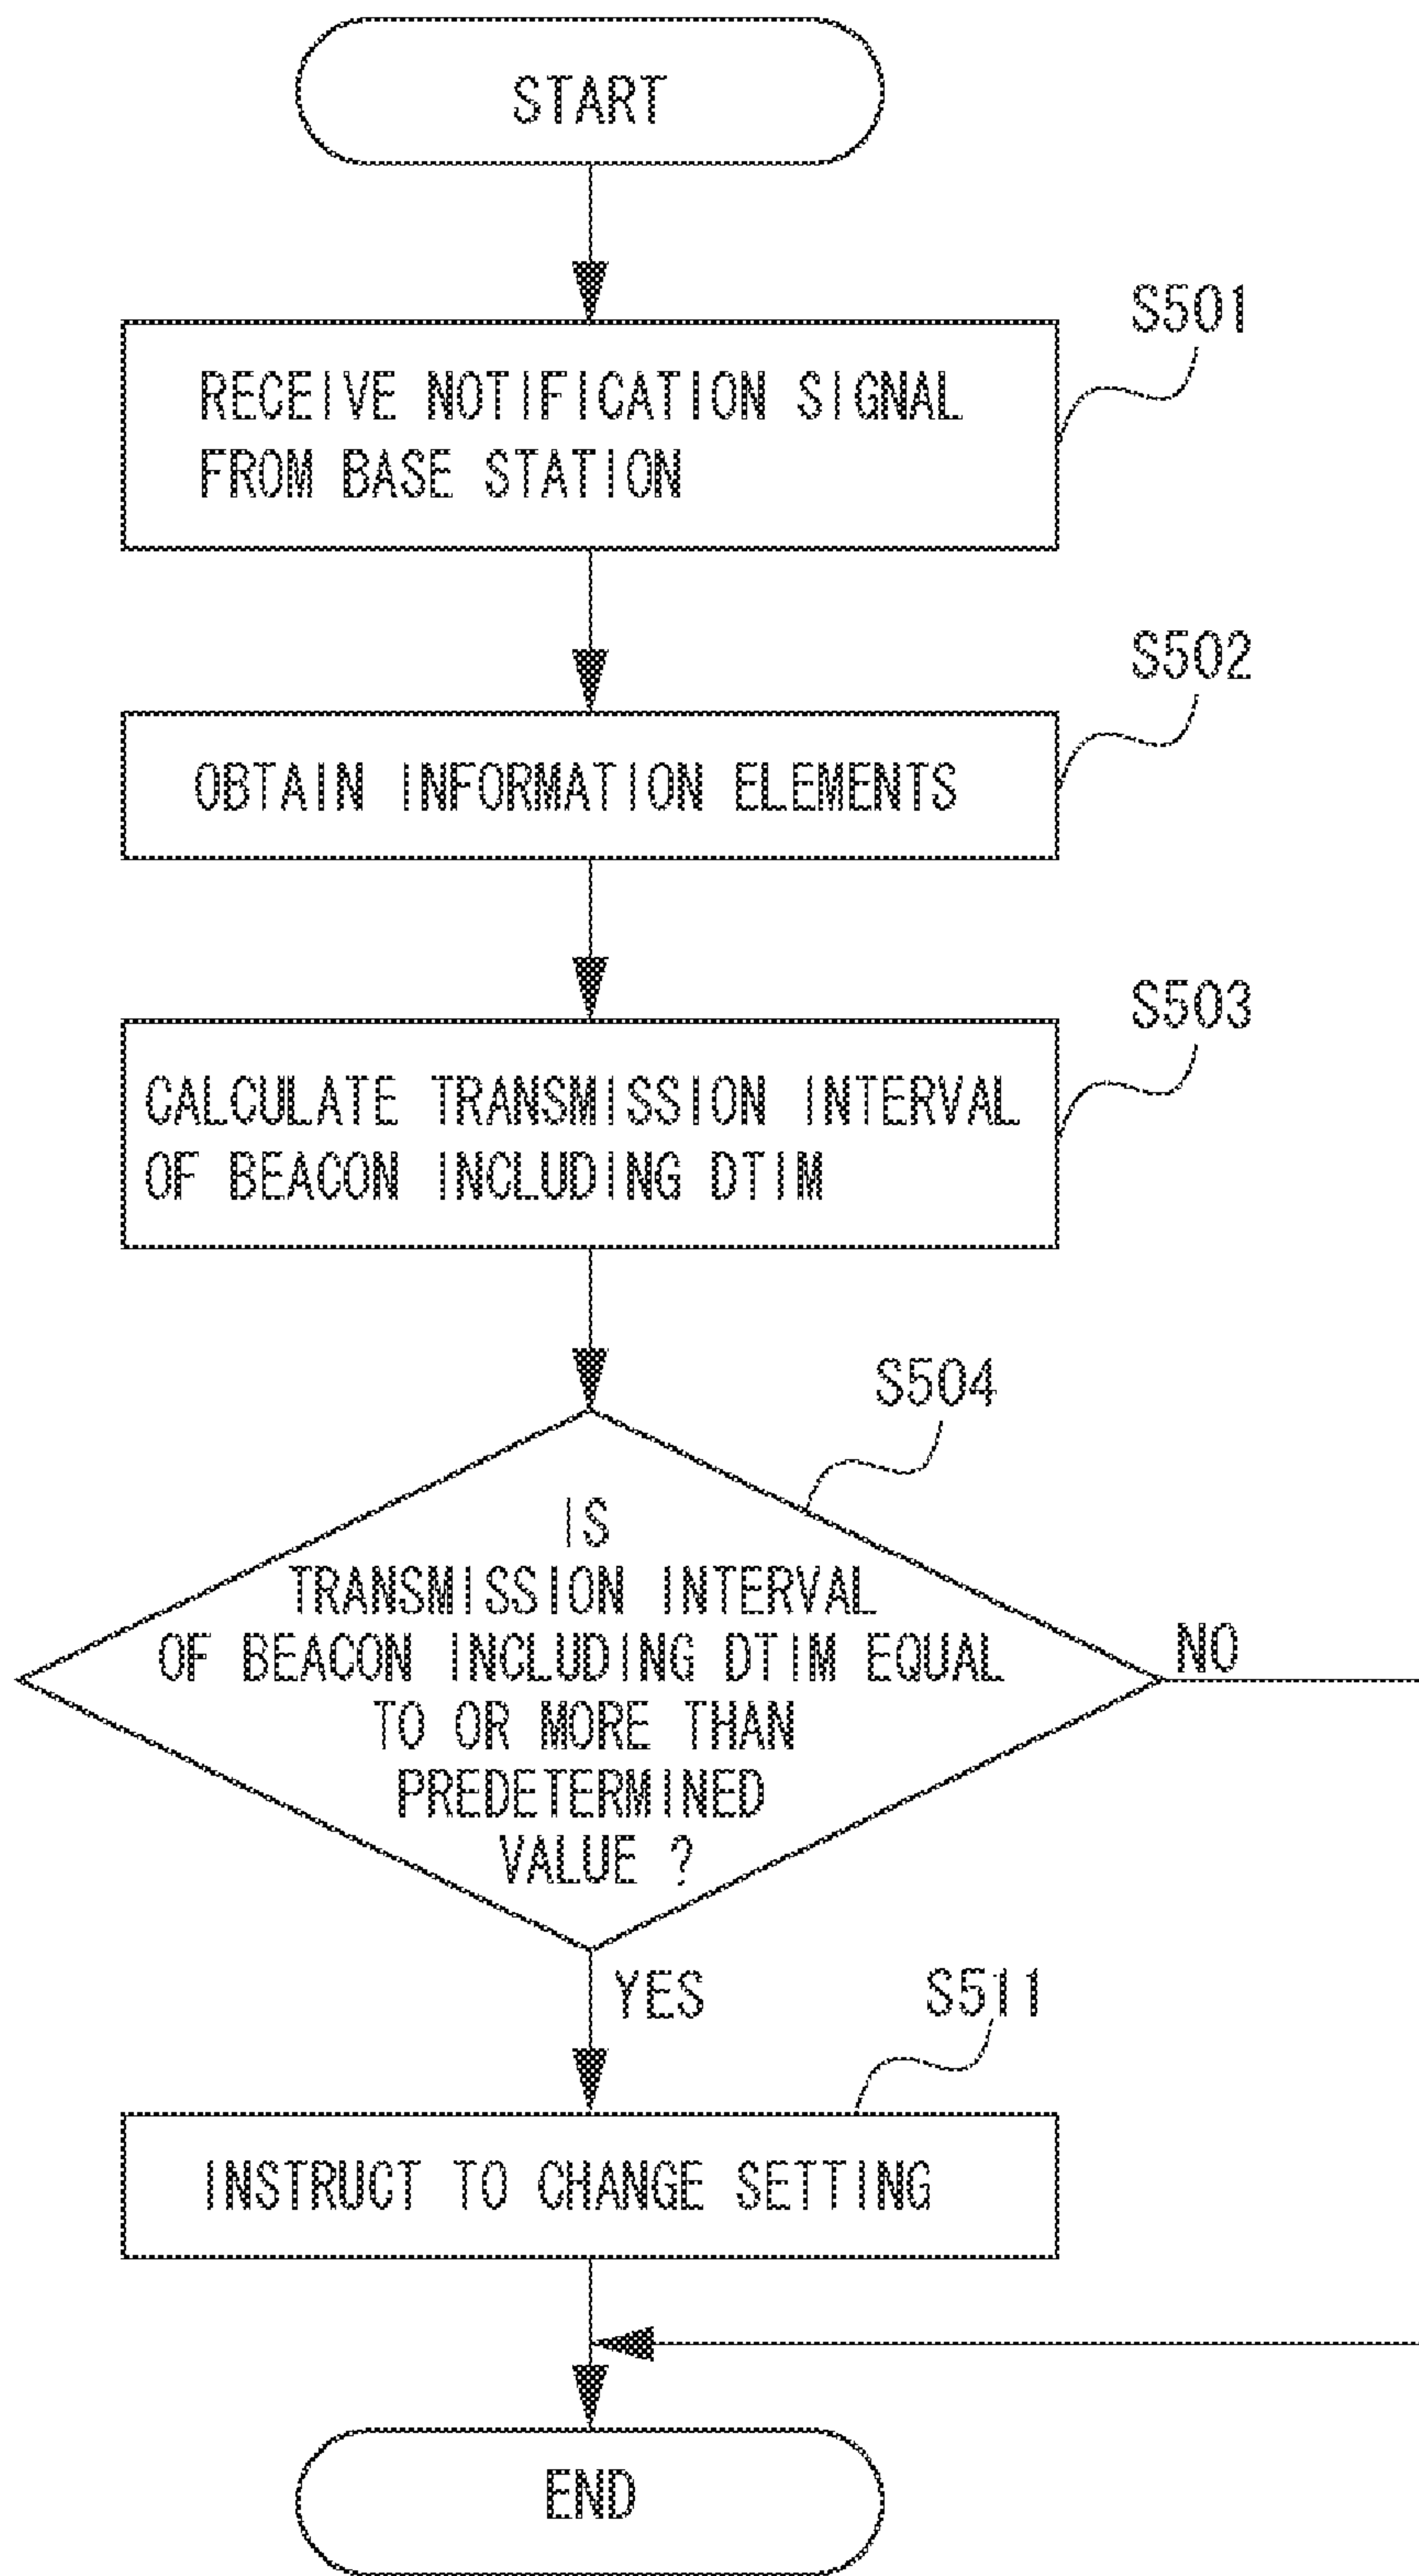 START
S501
RECEIVE NOTIFICATION SIGNAL
FROM BASE STATION
S502
OBTAIN INFORMATION ELEMENTS
S503
CALCULATE TRANSMISSION INTERVAL
OF BEACON INCLUDING DTIM
S504
IS
TRANSMISSION INTERVAL
OF BEACON INCLUDING DTIM EQUAL
TO OR MORE THAN
PREDETERMINED
VALUE ?
NO
YES
S511
INSTRUCT TO CHANGE SETTING
END